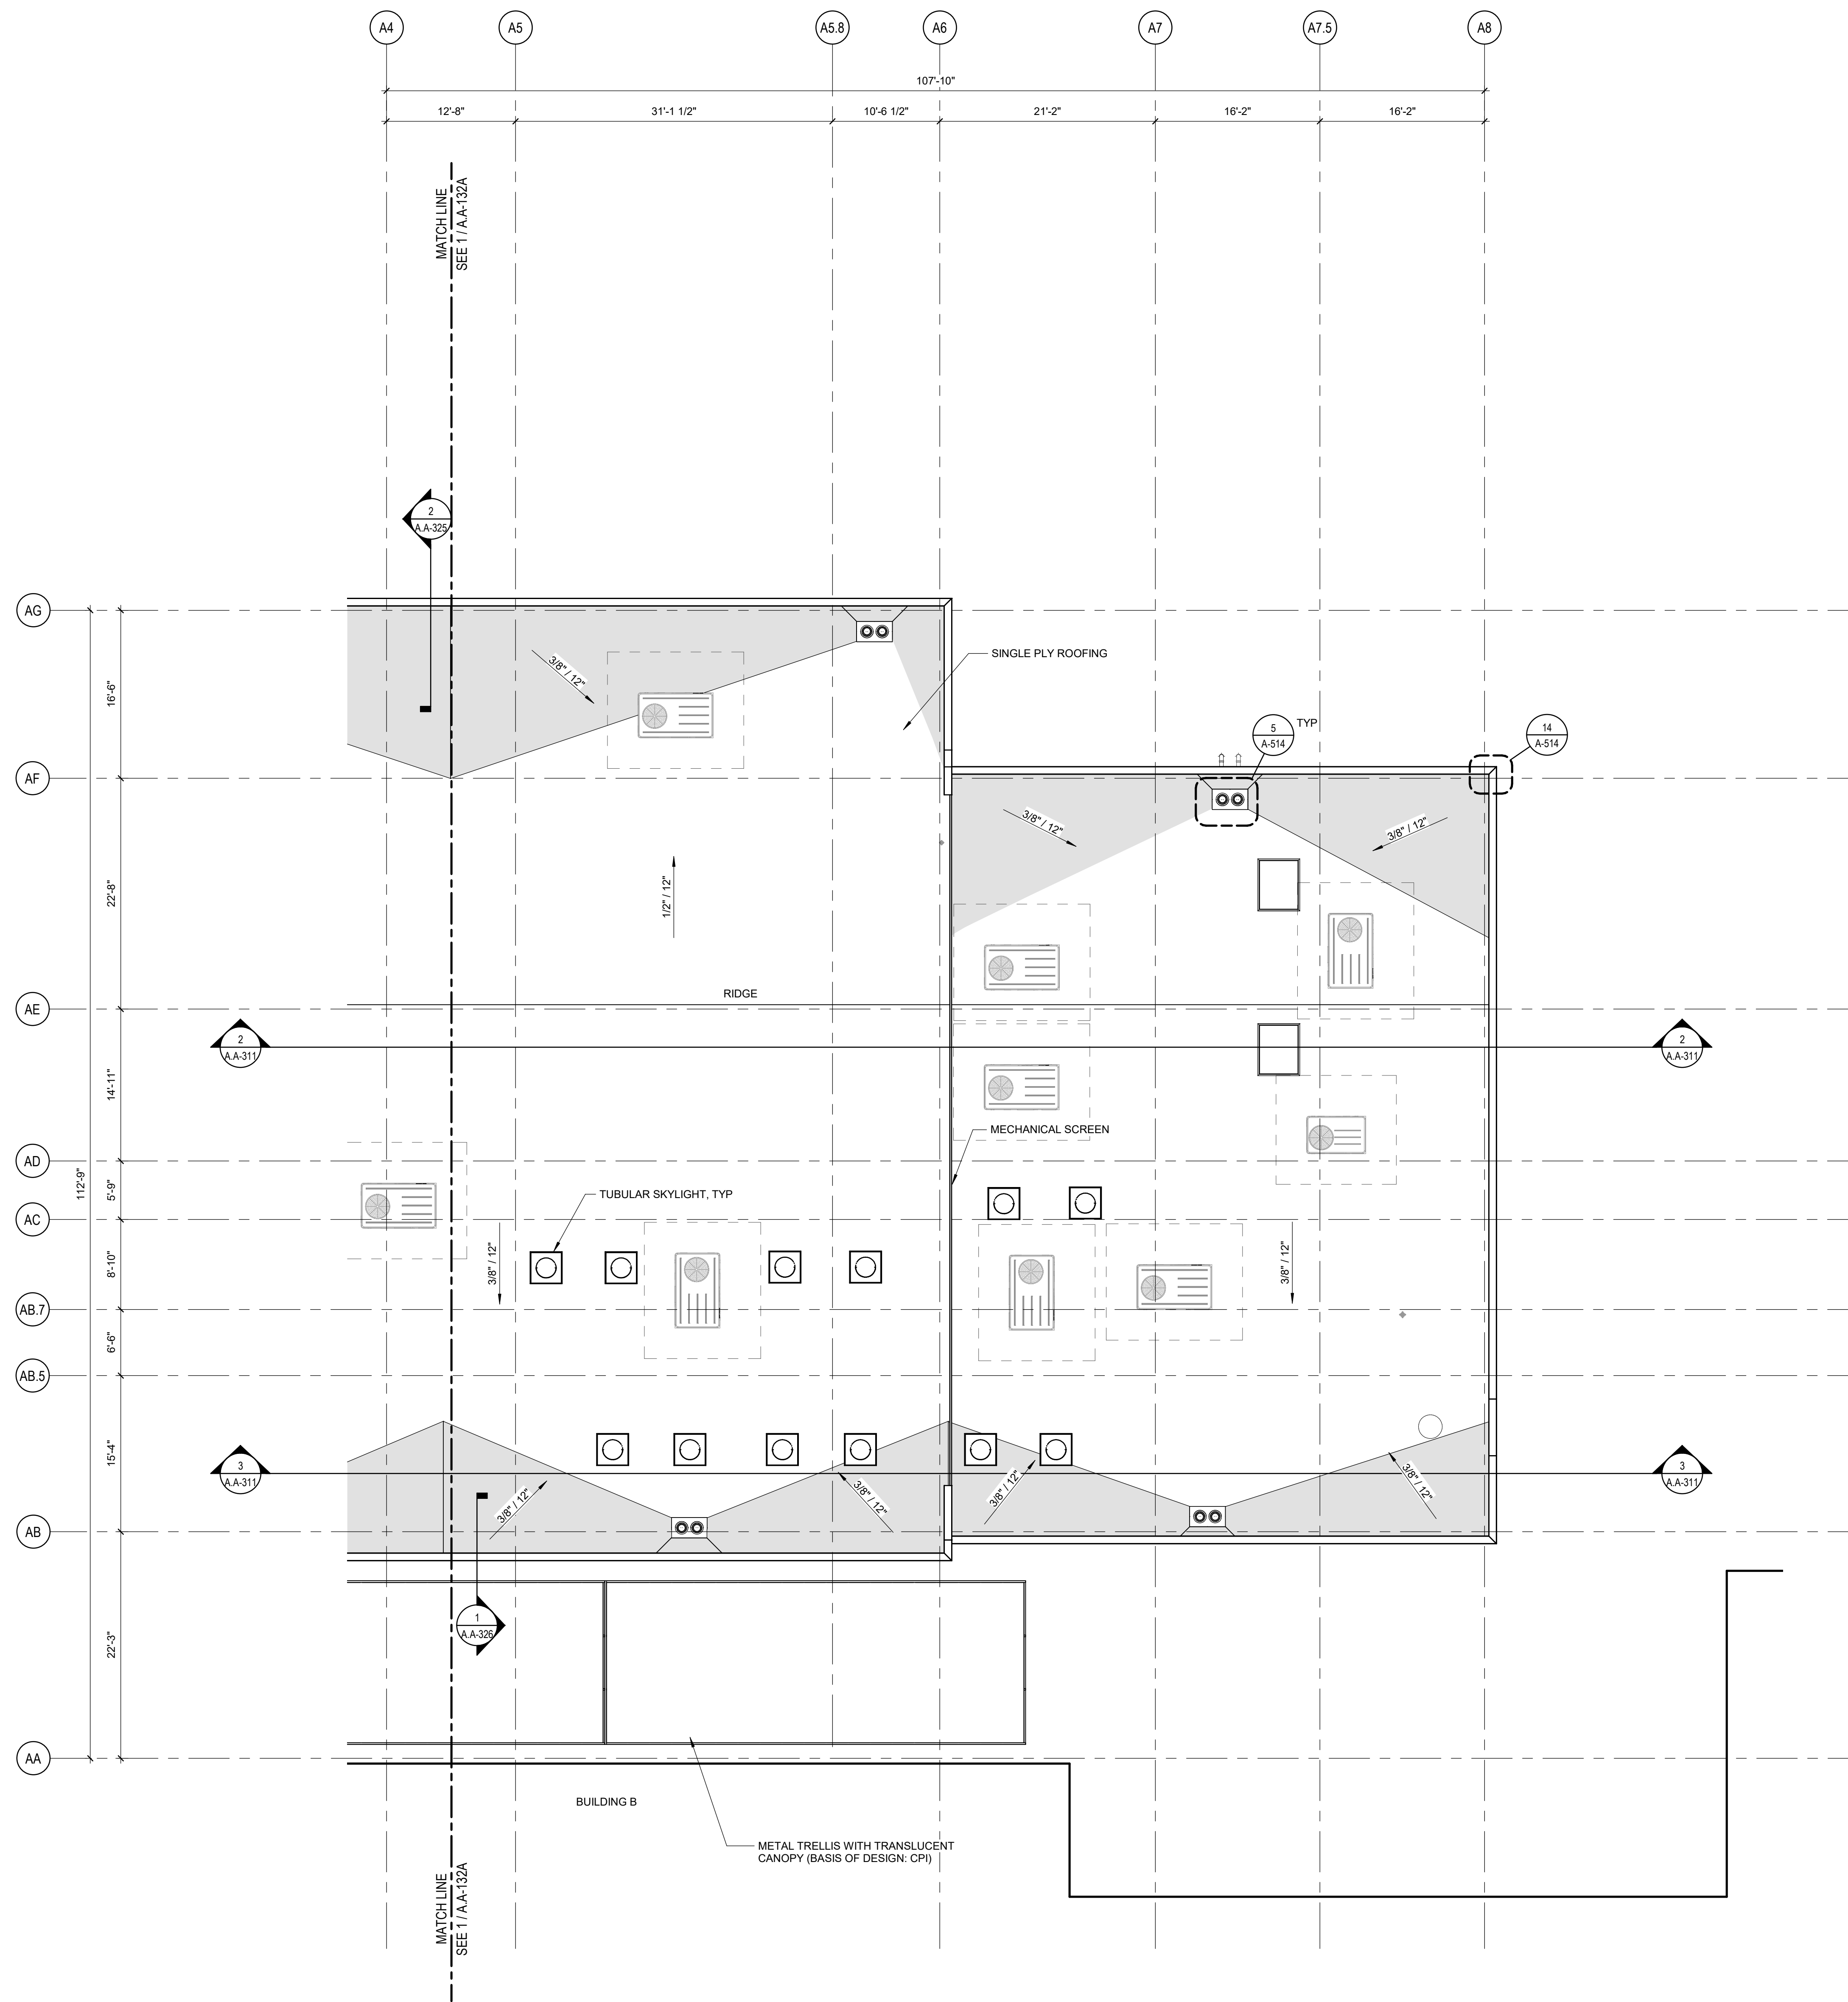 A4
A5
A5.8
A6
A7
A7.5
A8
107'-10"
12'-8"
31'-1 1/2"
10'-6 1/2"
21'-2"
16'-2"
16'-2"
MATCH LINE
SEE 1 / A.A-132A
2
A.A-325
AG
16'-6"
3/8" / 12"
SINGLE PLY ROOFING
5
A-514
TYP
14
A-514
AF
3/8" / 12"
3/8" / 12"
22'-8"
1/2" / 12"
RIDGE
AE
2
A.A-311
2
A.A-311
14'-11"
MECHANICAL SCREEN
AD
112'-9"
5'-9"
TUBULAR SKYLIGHT, TYP
AC
8'-10"
3/8" / 12"
3/8" / 12"
AB.7
6'-6"
AB.5
15'-4"
3
A.A-311
3
A.A-311
3/8" / 12"
3/8" / 12"
3/8" / 12"
3/8" / 12"
AB
1
A.A-326
22'-3"
AA
BUILDING B
METAL TRELLIS WITH TRANSLUCENT
CANOPY (BASIS OF DESIGN: CPI)
MATCH LINE
SEE 1 / A.A-132A